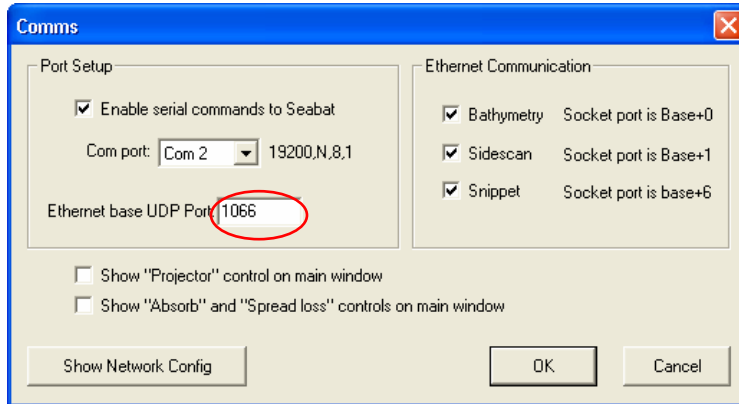 Comms
Port Setup
Enable serial commands to Seabat
Com port: Com 2 19200,N,8,1
Ethernet base UDP Port: 1066
Ethernet Communication
Bathymetry Socket port is Base+0
Sidescan Socket port is Base+1
Snippet Socket port is base+6
Show "Projector" control on main window
Show "Absorb" and "Spread loss" controls on main window
Show Network Config OK Cancel